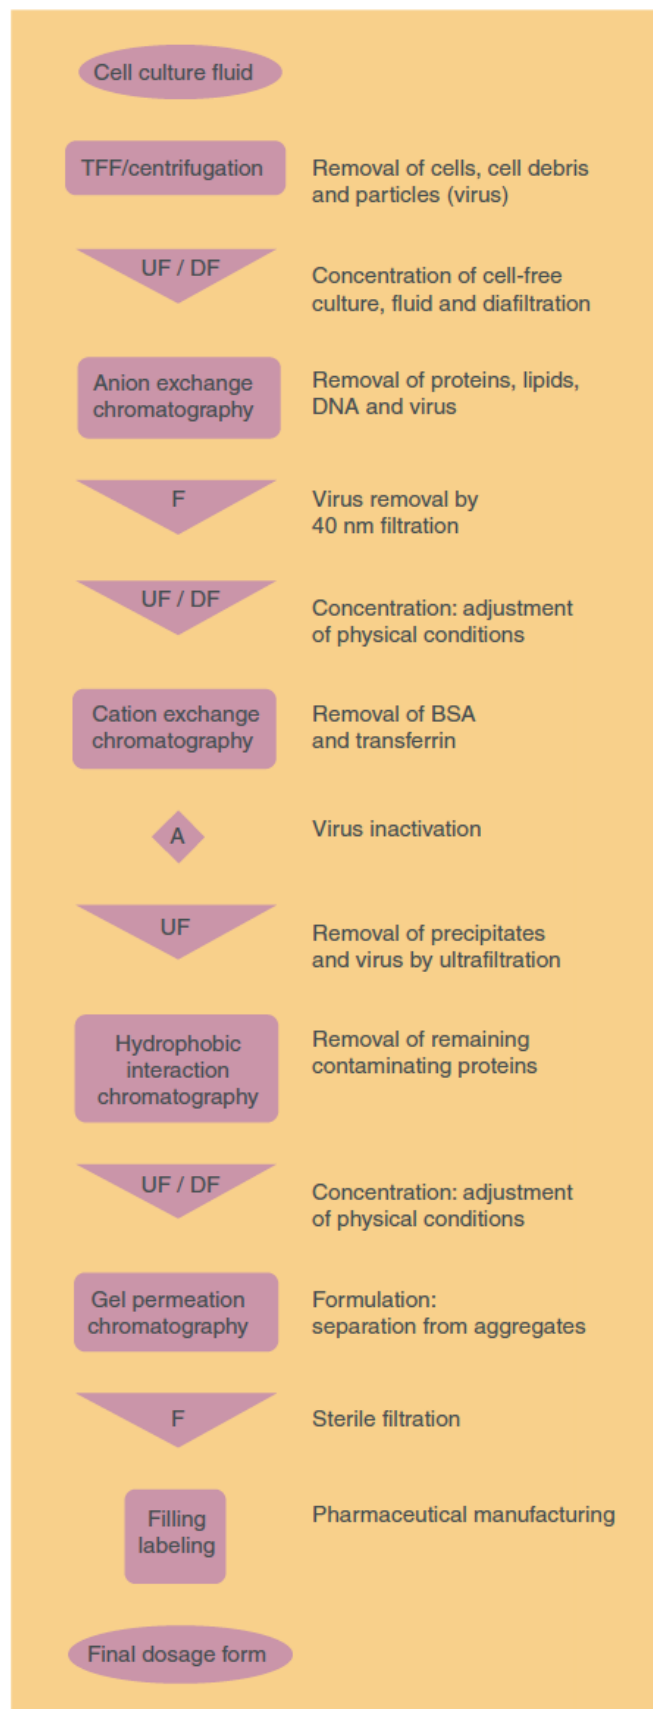 Cell culture fluid
TFF/centrifugation
Removal of cells, cell debris
and particles (virus)
UF / DF
Concentration of cell-free
culture, fluid and diafiltration
Anion exchange
chromatography
Removal of proteins, lipids,
DNA and virus
F
Virus removal by
40 nm filtration
UF / DF
Concentration: adjustment
of physical conditions
Cation exchange
chromatography
Removal of BSA
and transferrin
A
Virus inactivation
UF
Removal of precipitates
and virus by ultrafiltration
Hydrophobic
interaction
chromatography
Removal of remaining
contaminating proteins
UF / DF
Concentration: adjustment
of physical conditions
Gel permeation
chromatography
Formulation:
separation from aggregates
F
Sterile filtration
Filling
labeling
Pharmaceutical manufacturing
Final dosage form